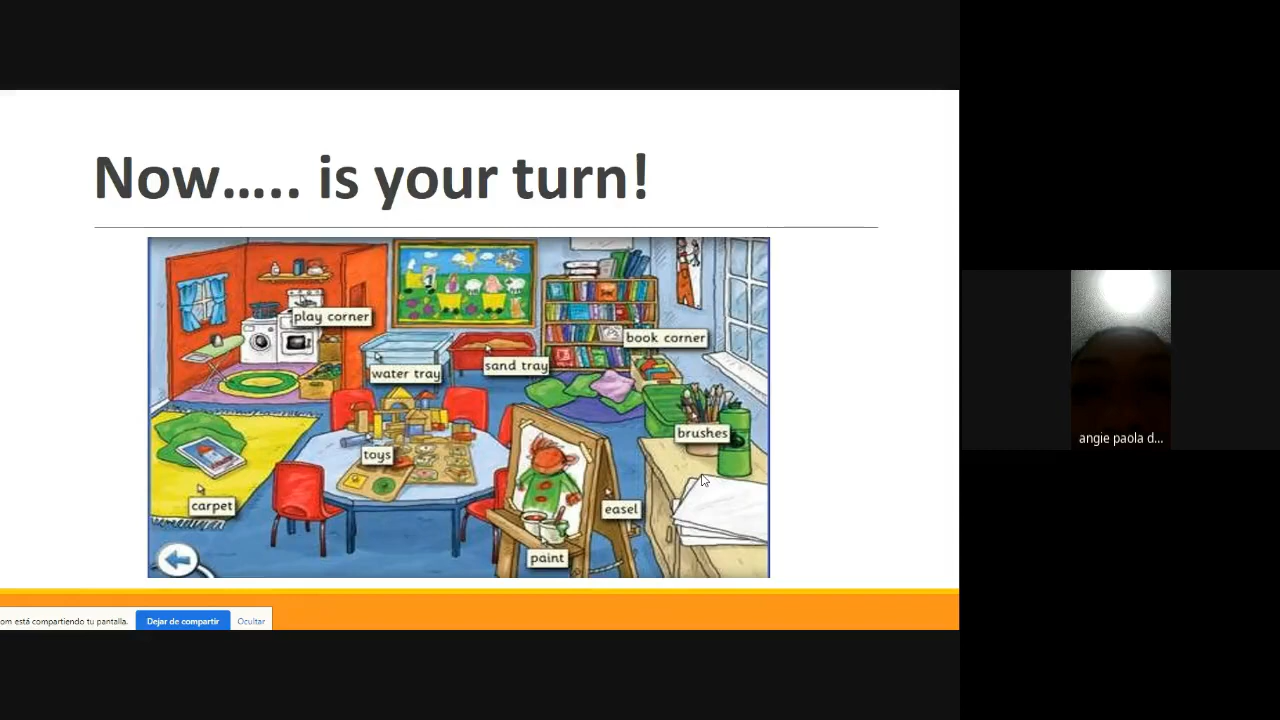 Now….. is your turn!
play corner
book corner
water tray
sand tray
brushes
toys
carpet
easel
paint
angie paola d...
om está compartiendo tu pantalla.
Dejar de compartir
Ocultar